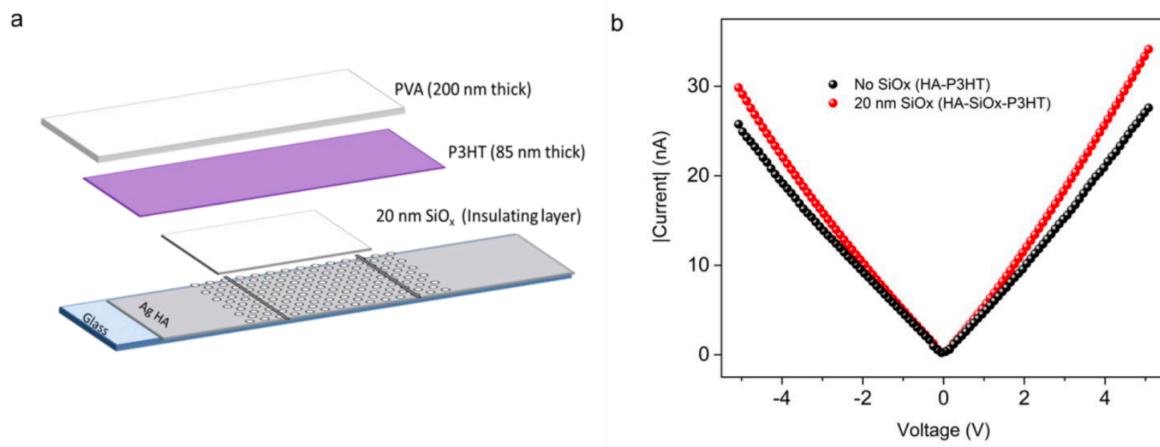 a
PVA (200 nm thick)
P3HT (85 nm thick)
20 nm SiOₓ (Insulating layer)
Ag HA
Glass
b
|Current| (nA)
30
20
10
0
No SiOx (HA-P3HT)
20 nm SiOx (HA-SiOx-P3HT)
-4
-2
0
2
4
Voltage (V)